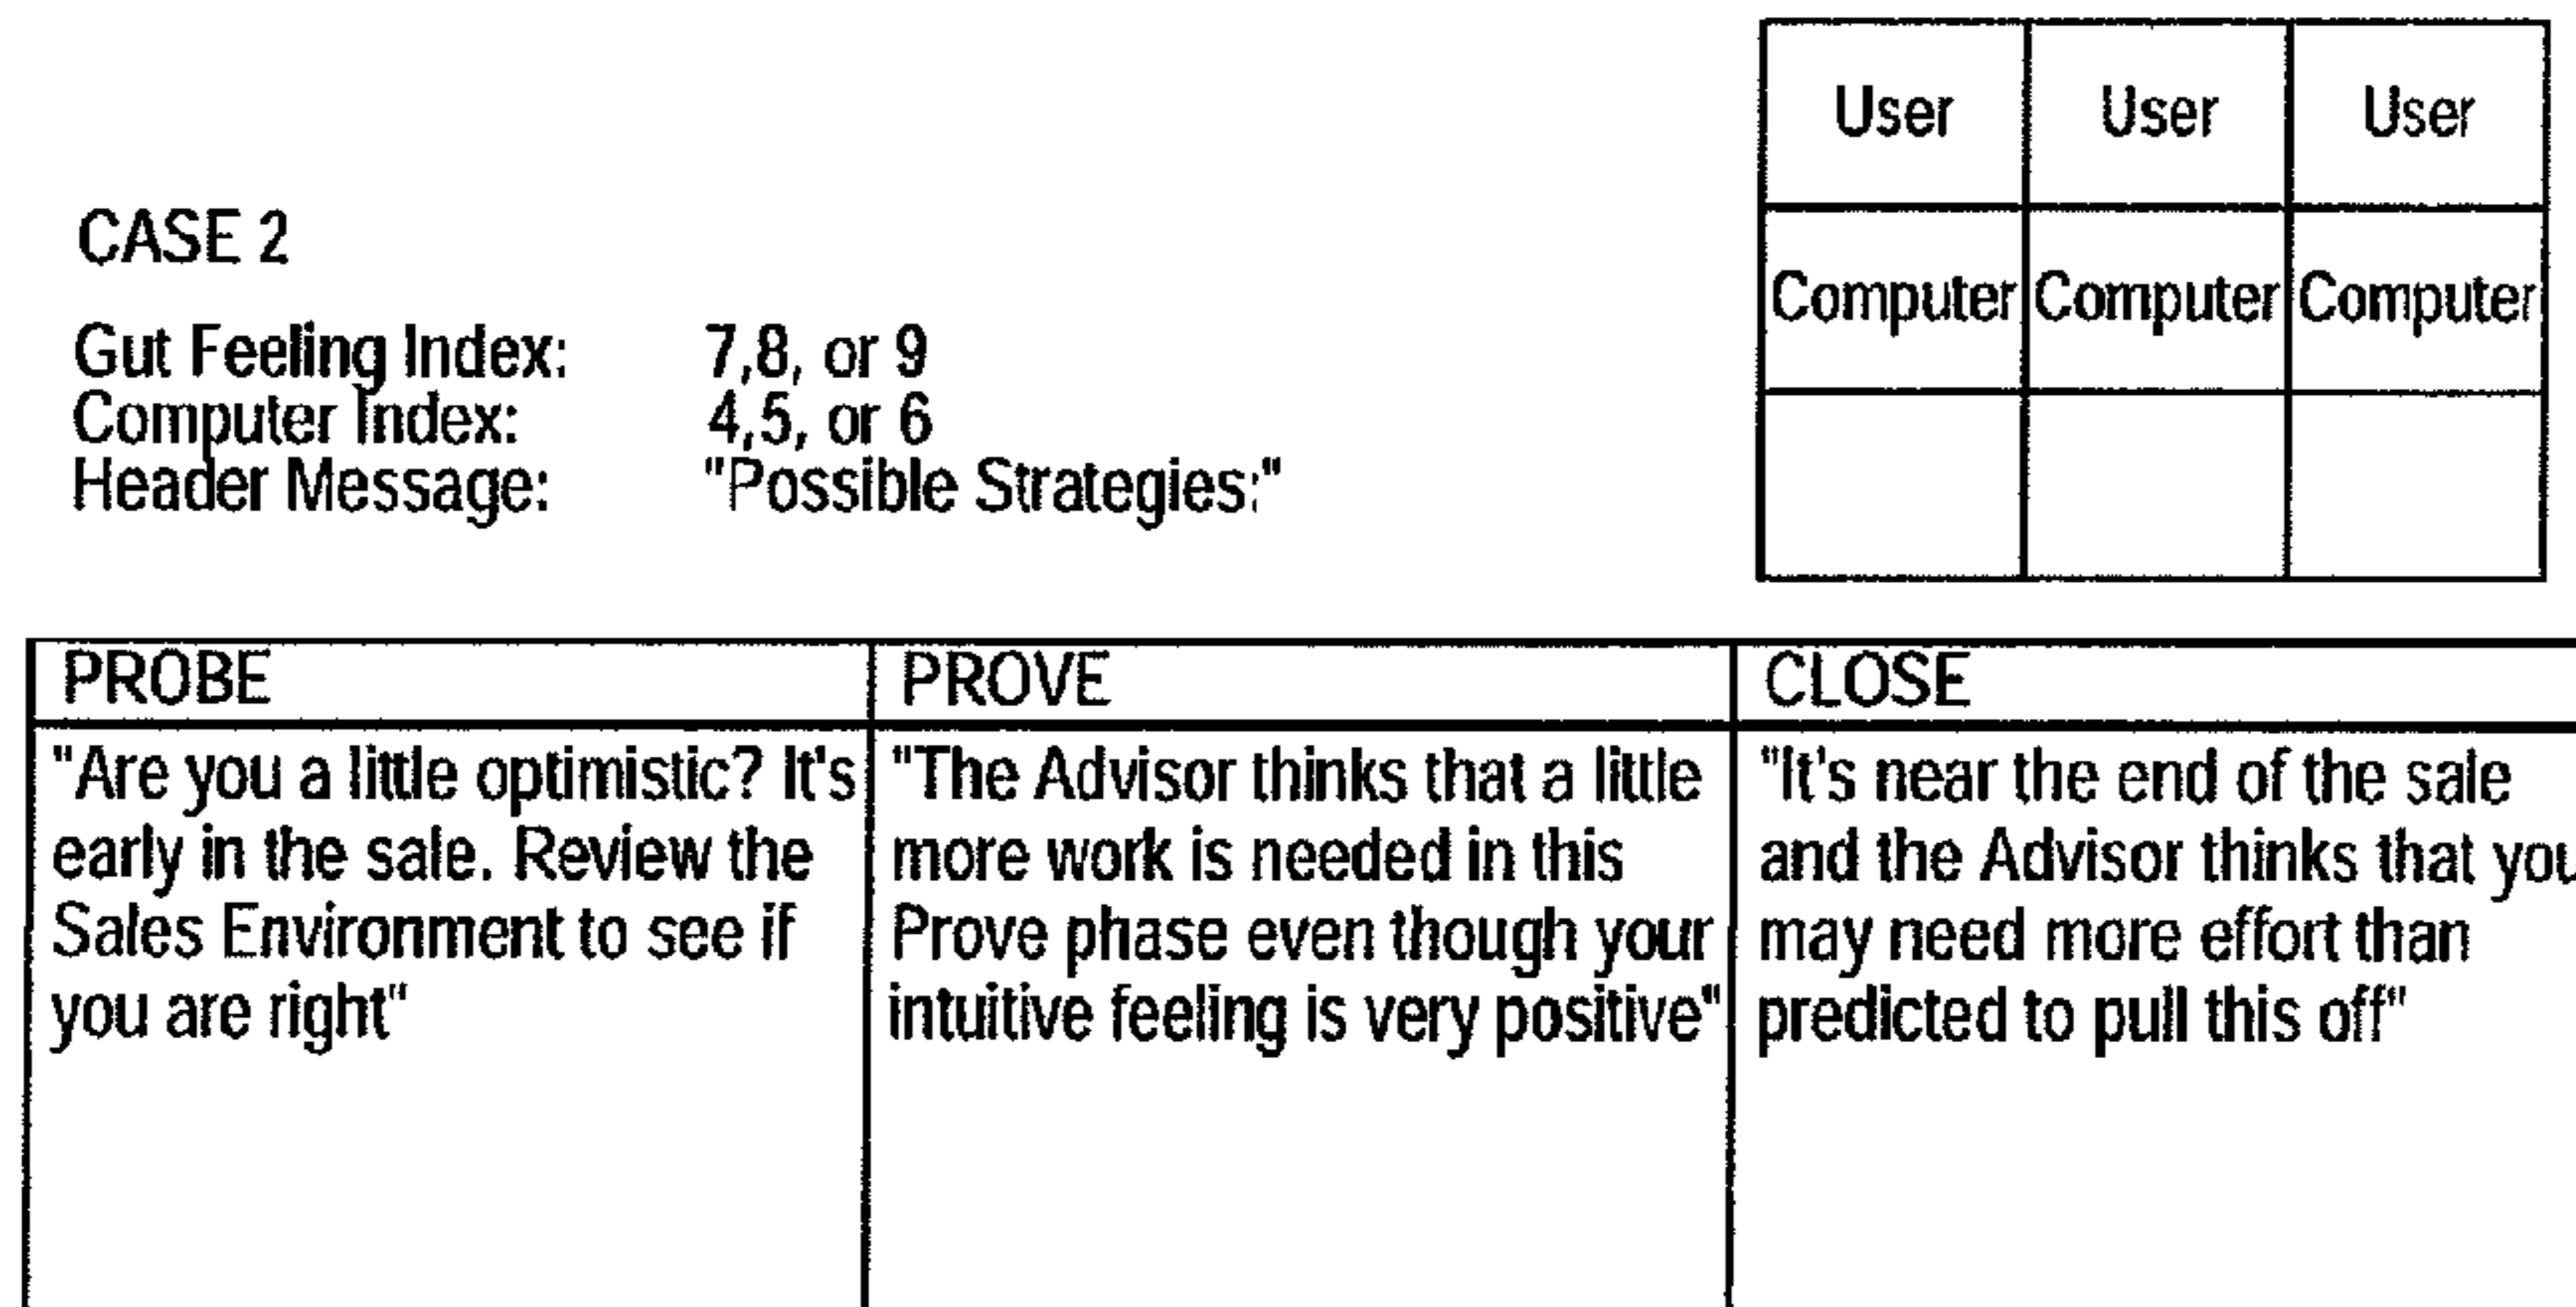 User User User
Computer Computer Computer
CASE 2
Gut Feeling Index: 7,8, or 9
Computer Index: 4,5, or 6
Header Message: "Possible Strategies:"
PROBE PROVE CLOSE
"Are you a little optimistic? It's
early in the sale. Review the
Sales Environment to see if
you are right"
"The Advisor thinks that a little
more work is needed in this
Prove phase even though your
intuitive feeling is very positive"
"It's near the end of the sale
and the Advisor thinks that you
may need more effort than
predicted to pull this off"